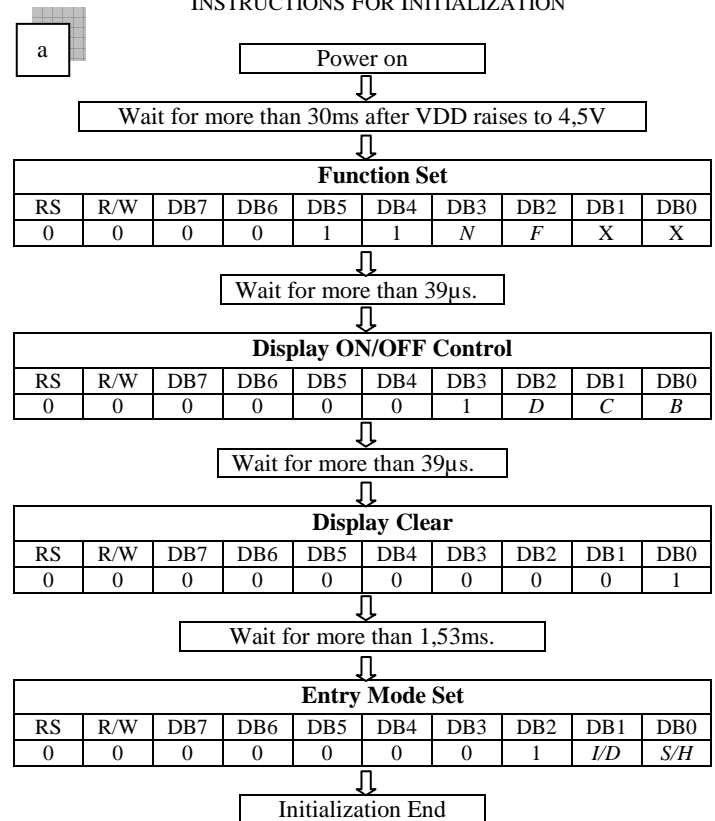 INSTRUCTIONS FOR INITIALIZATION
a
Power on
Wait for more than 30ms after VDD raises to 4,5V
Function Set
RS R/W DB7 DB6 DB5 DB4 DB3 DB2 DB1 DB0
0 0 0 0 1 1 N F X X
Wait for more than 39µs.
Display ON/OFF Control
RS R/W DB7 DB6 DB5 DB4 DB3 DB2 DB1 DB0
0 0 0 0 0 0 1 D C B
Wait for more than 39µs.
Display Clear
RS R/W DB7 DB6 DB5 DB4 DB3 DB2 DB1 DB0
0 0 0 0 0 0 0 0 0 1
Wait for more than 1,53ms.
Entry Mode Set
RS R/W DB7 DB6 DB5 DB4 DB3 DB2 DB1 DB0
0 0 0 0 0 0 0 1 I/D S/H
Initialization End